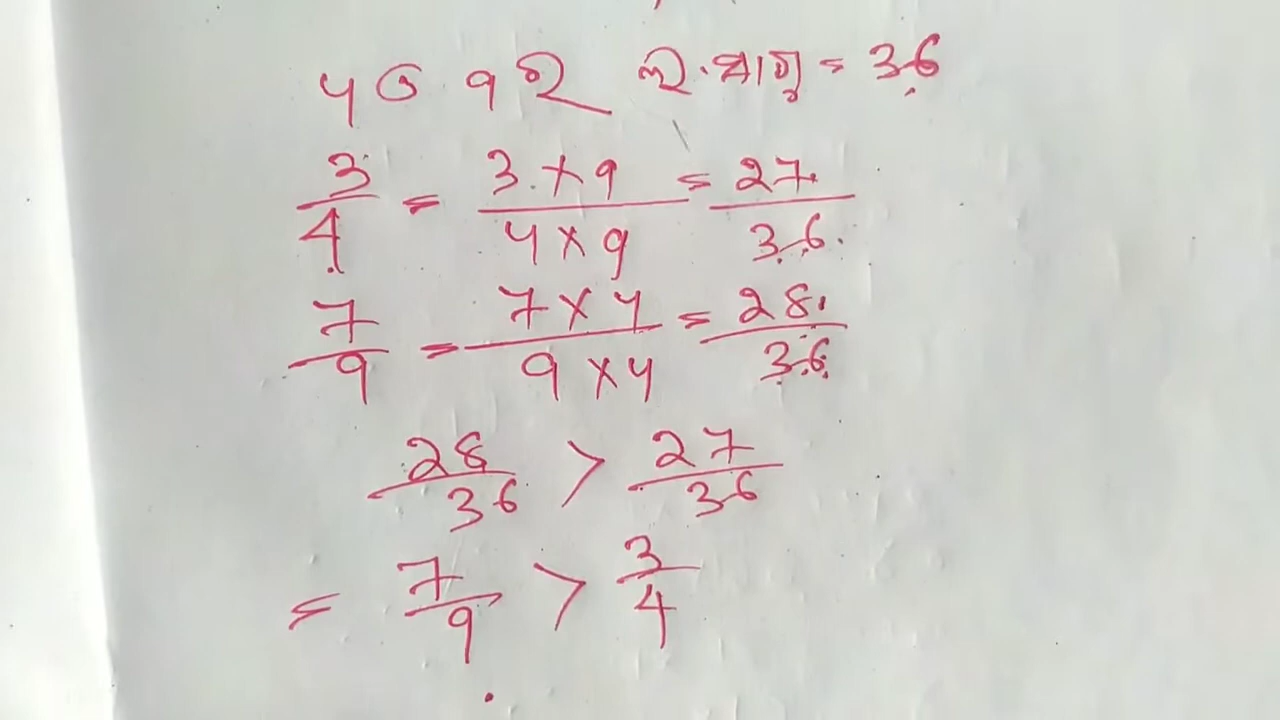 4 ଓ 9 ର ଲ.ସା.ଗୁ = 36
3/4 = 3 × 9 / 4 × 9 = 27/36
7/9 = 7 × 4 / 9 × 4 = 28/36
28/36 > 27/36
= 7/9 > 3/4